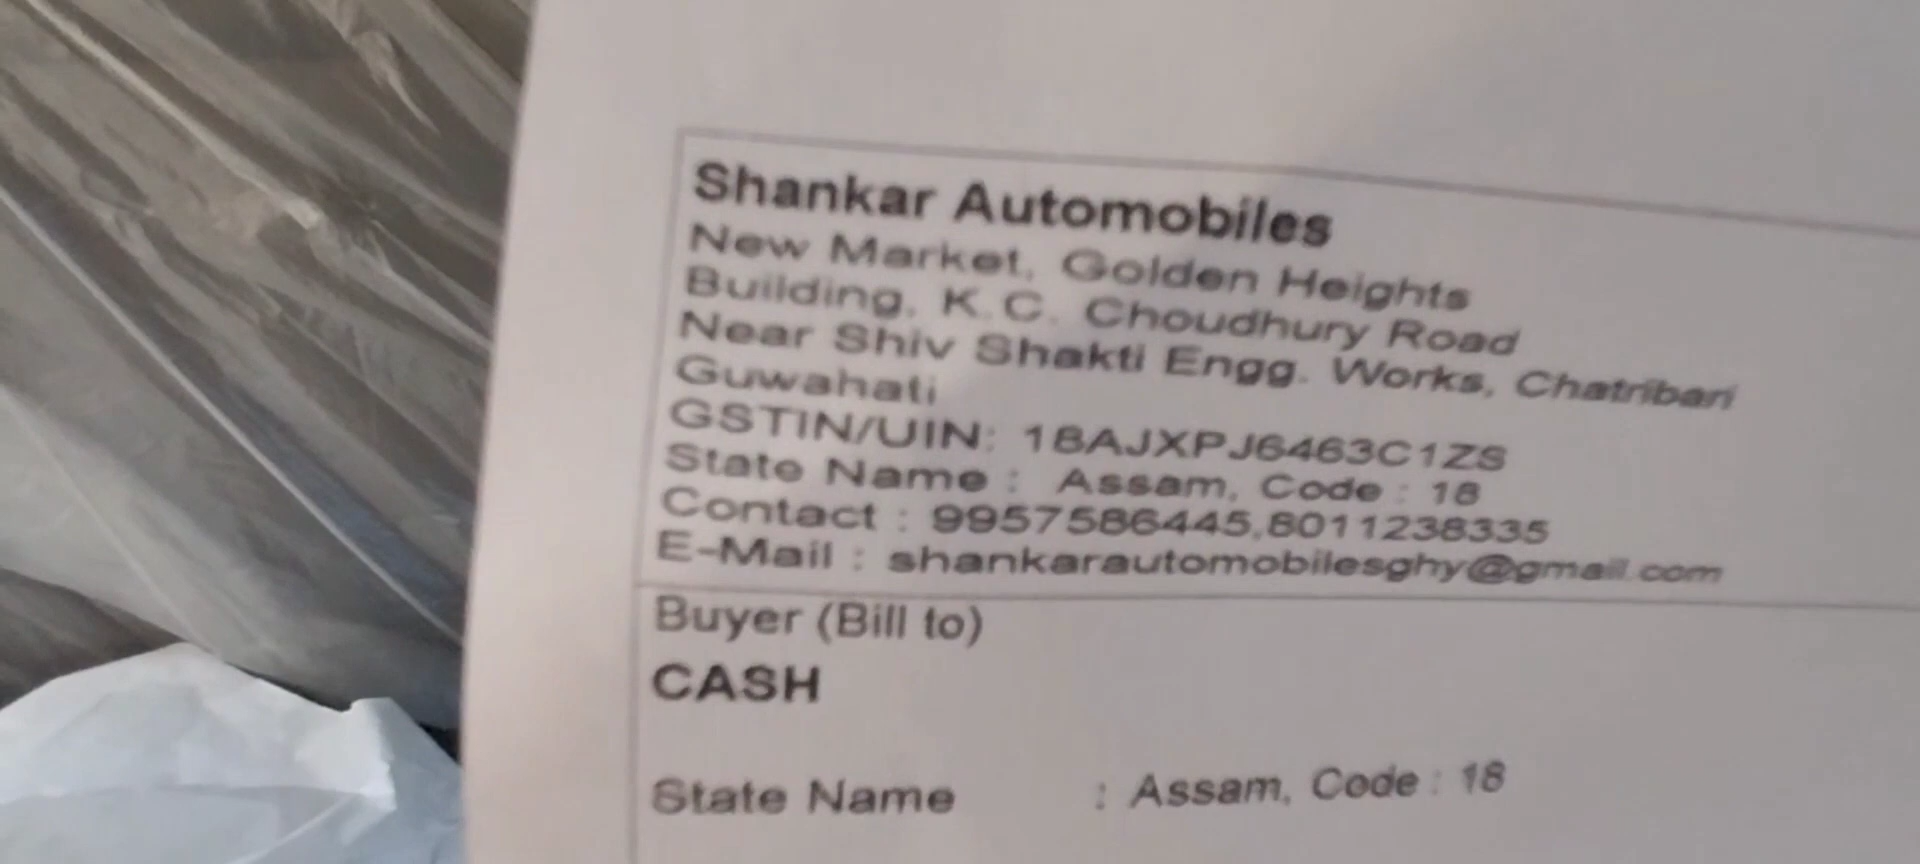 Shankar Automobiles
New Market, Golden Heights
Building, K.C. Choudhury Road
Near Shiv Shakti Engg. Works, Chatribari
Guwahati
GSTIN/UIN: 18AJXPJ6463C1ZS
State Name : Assam, Code : 18
Contact : 9957586445,8011238335
E-Mail : shankarautomobilesghy@gmail.com
Buyer (Bill to)
CASH
State Name : Assam, Code : 18